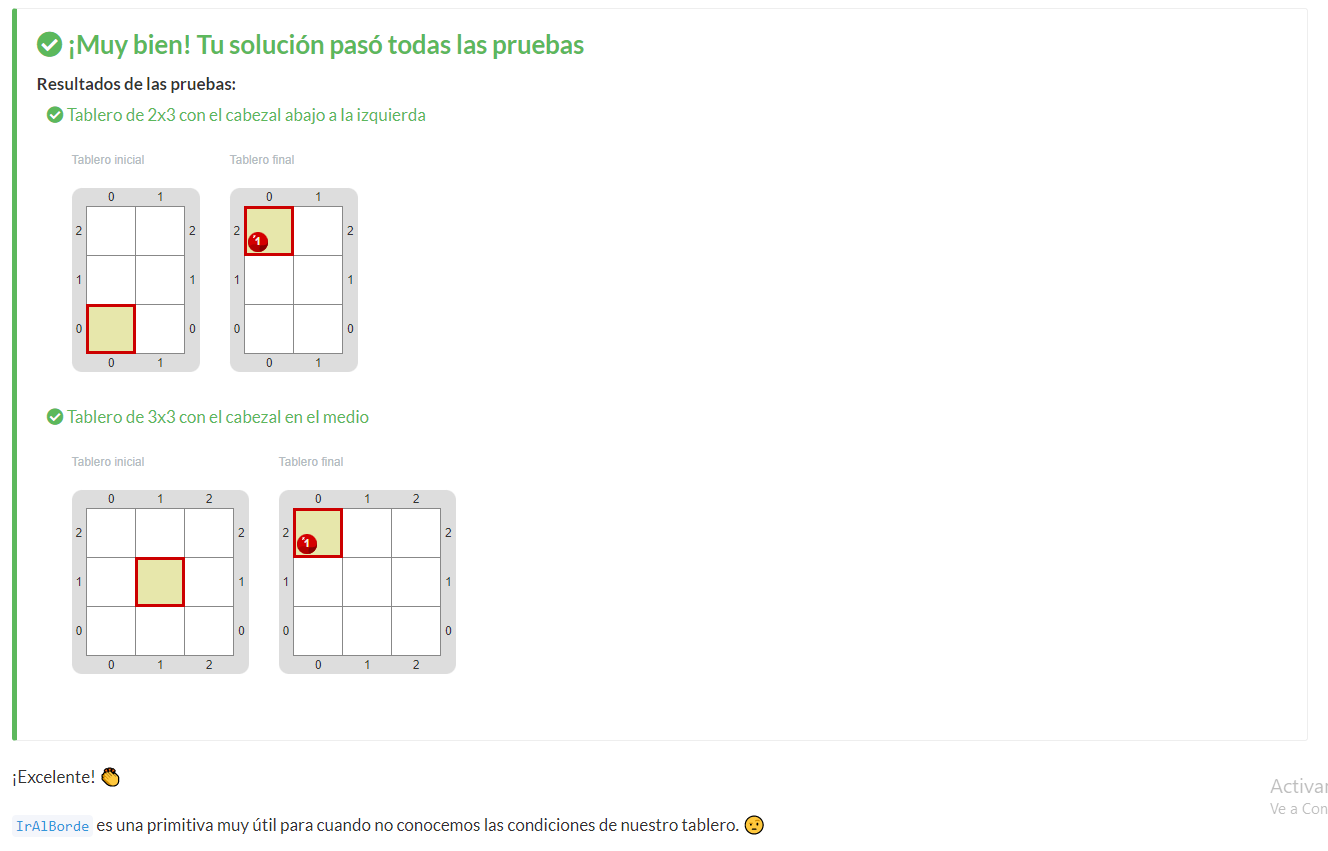 ¡Muy bien! Tu solución pasó todas las pruebas
Resultados de las pruebas:
Tablero de 2x3 con el cabezal abajo a la izquierda
Tablero inicial Tablero final
0 1 0 1
2 2 2 1 2
1 1 1 1
0 0 0 0
0 1 0 1
Tablero de 3x3 con el cabezal en el medio
Tablero inicial Tablero final
0 1 2 0 1 2
2 2 2 1 2
1 1 1 1
0 0 0 0
0 1 2 0 1 2
¡Excelente!
IrAlBorde es una primitiva muy útil para cuando no conocemos las condiciones de nuestro tablero.
Activar
Ve a Con